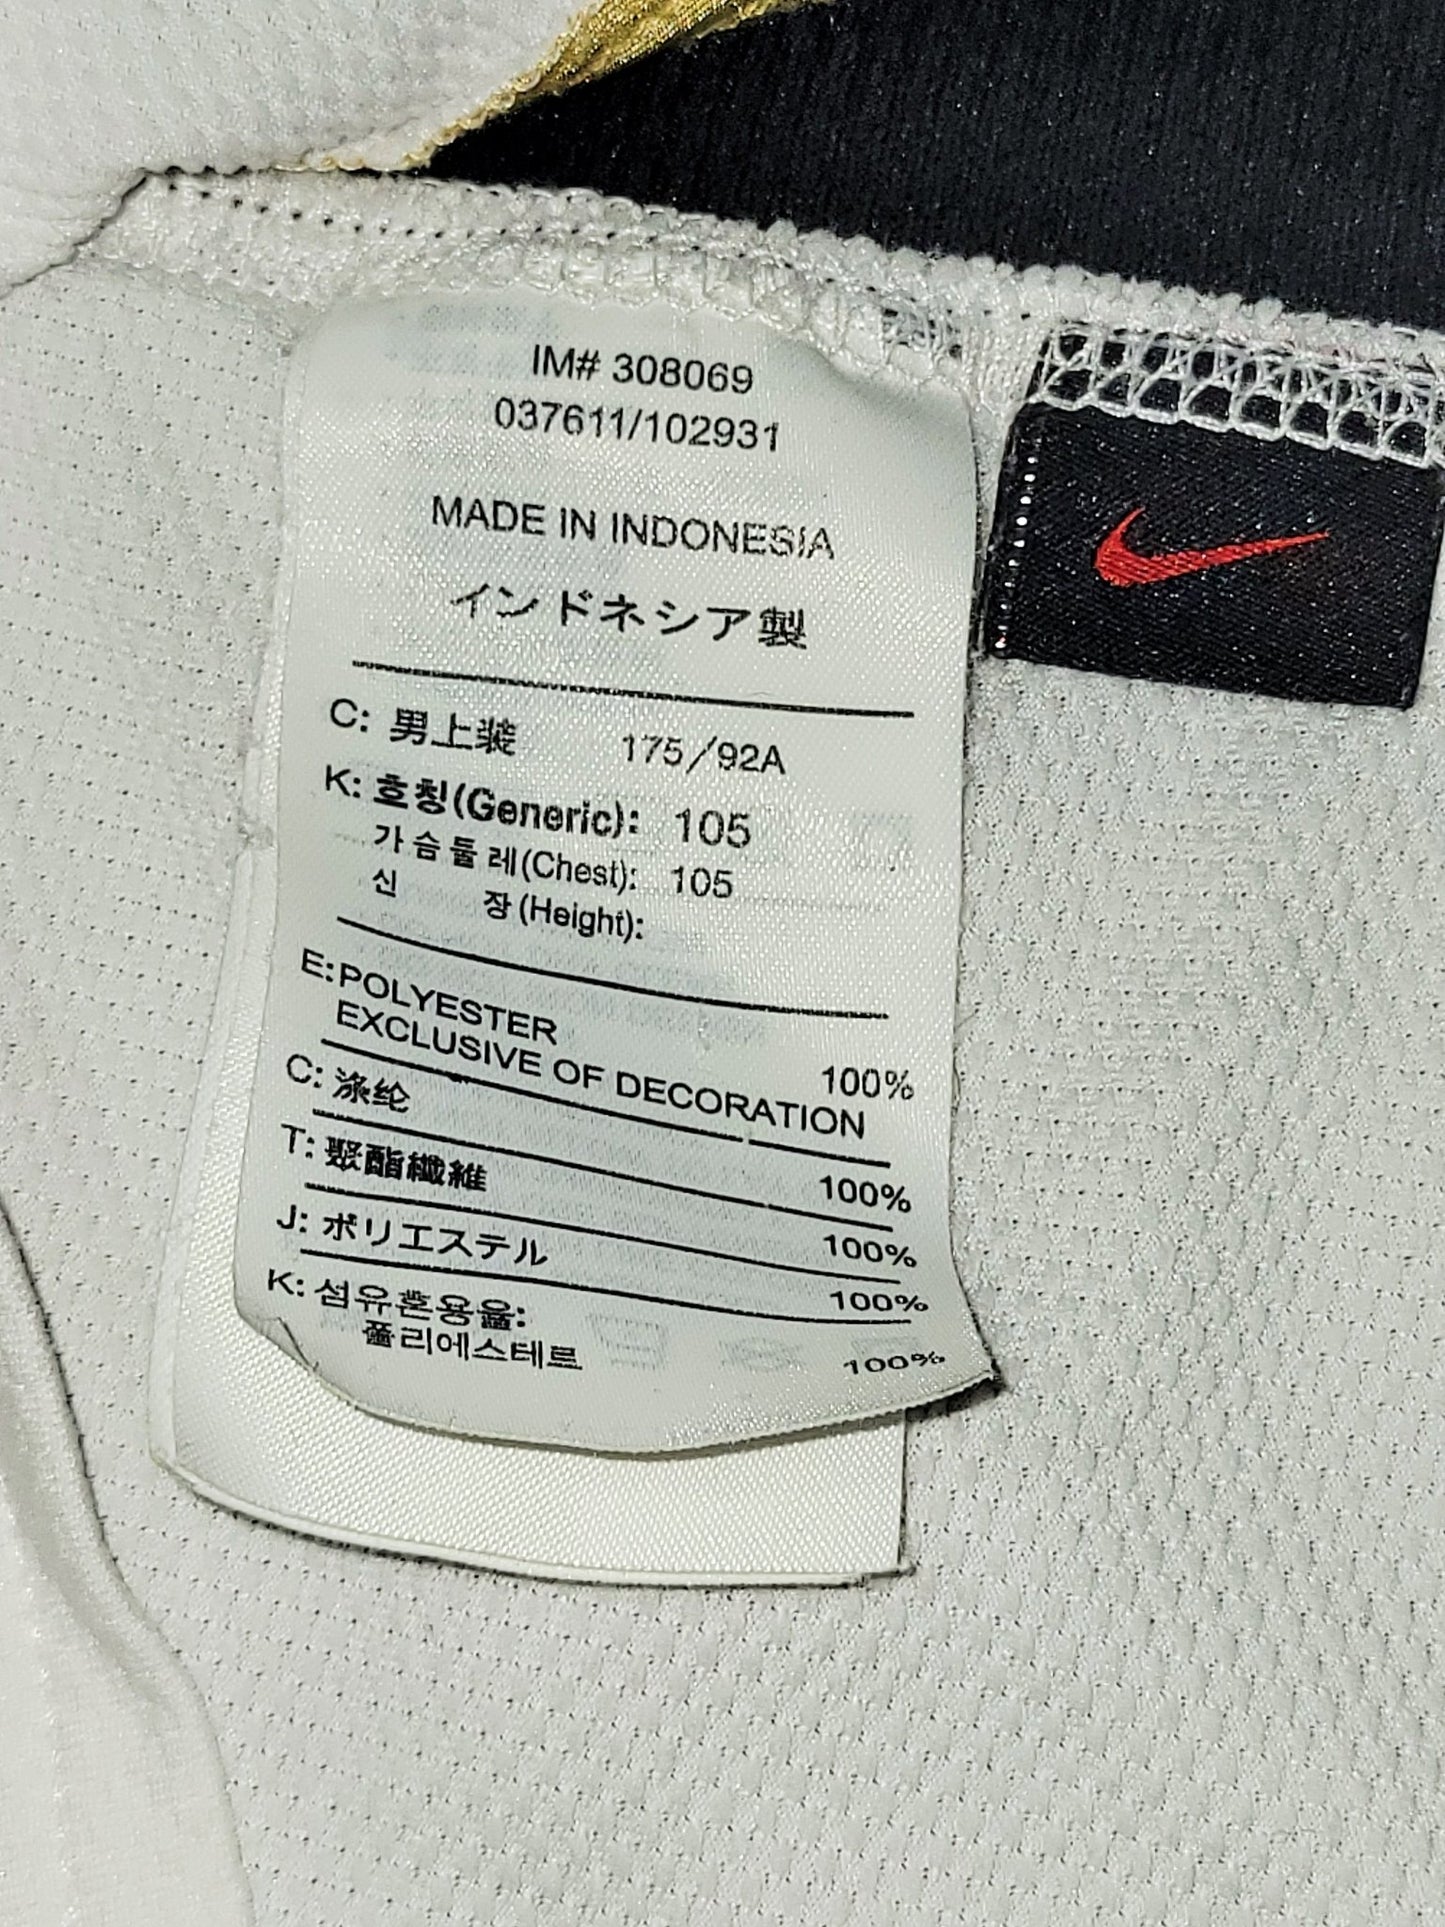 IM# 308069
037611/102931
MADE IN INDONESIA
インドネシア製
C: 男上装 175/92A
K: 호칭(Generic): 105
가슴둘레(Chest): 105
신 장(Height):
E: POLYESTER 100%
EXCLUSIVE OF DECORATION
C: 涤纶 100%
T: 聚酯纖維 100%
J: ポリエステル 100%
K: 섬유혼용율:
폴리에스테르 100%